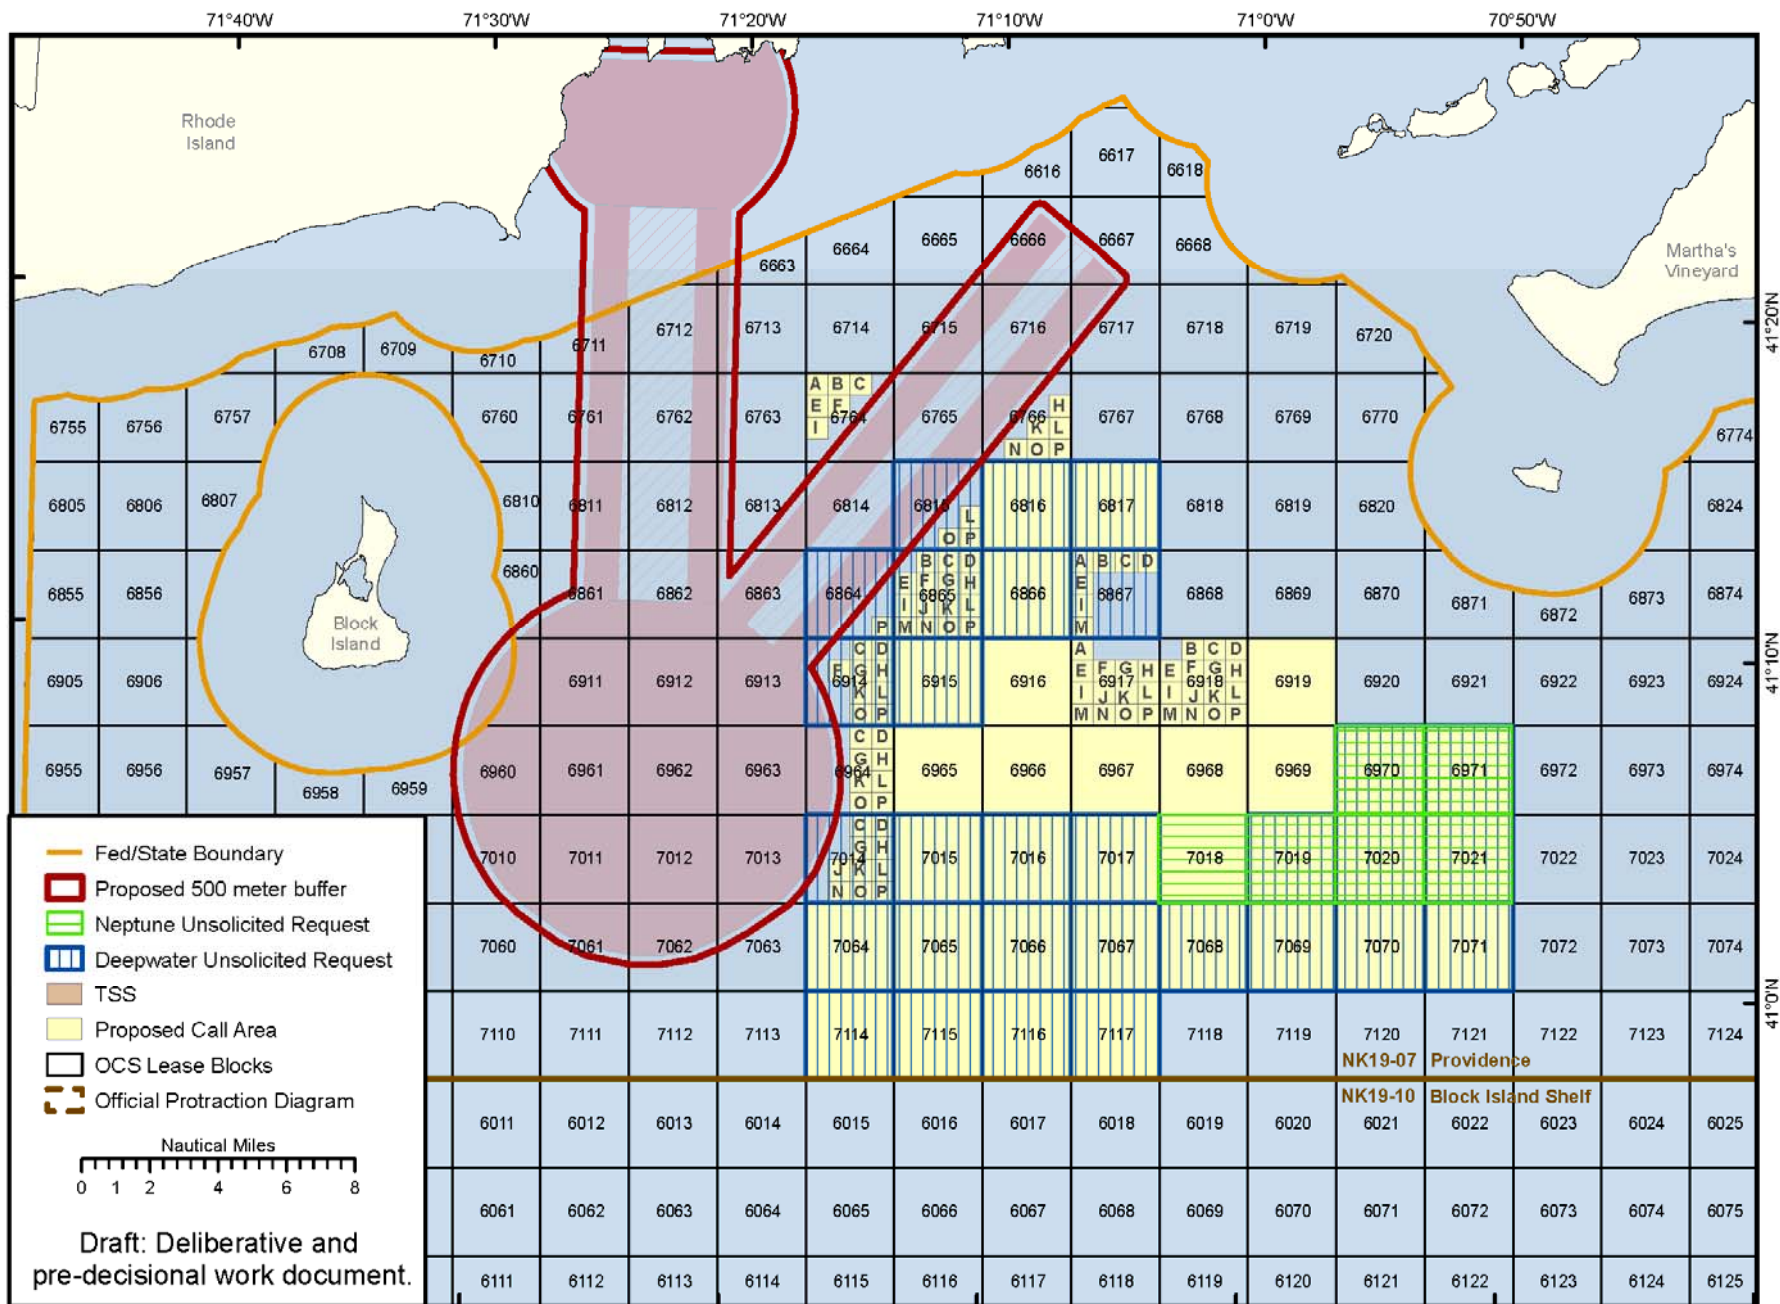 71°40'W 71°30'W 71°20'W 71°10'W 71°0'W 70°50'W
Rhode
Island
6616 6617 6618
Martha's
Vineyard
6663 6664 6665 6666 6667 6668
41°20'N
6708 6709 6710 6711 6712 6713 6714 6715 6716 6717 6718 6719 6720
A B C
E F H
I K L
N O P
6755 6756 6757 6760 6761 6762 6763 6764 6765 6766 6767 6768 6769 6770 6774
6805 6806 6807 6810 6811 6812 6813 6814 6815 6816 6817 6818 6819 6820 6824
L
O P
B C D A B C D
E F G H E
I J K L I
P M N O P M
6855 6856 6860 6861 6862 6863 6864 6865 6866 6867 6868 6869 6870 6871 6872 6873 6874
Block
Island
41°10'N
C D A B C D
F G H E F G H E F G H
K L I J K L I J K L
O P M N O P M N O P
6905 6906 6911 6912 6913 6914 6915 6916 6917 6918 6919 6920 6921 6922 6923 6924
C D
G H
K L
O P
6955 6956 6957 6958 6959 6960 6961 6962 6963 6964 6965 6966 6967 6968 6969 6970 6971 6972 6973 6974
C D
G H
J K L
N O P
7010 7011 7012 7013 7014 7015 7016 7017 7018 7019 7020 7021 7022 7023 7024
7060 7061 7062 7063 7064 7065 7066 7067 7068 7069 7070 7071 7072 7073 7074
41°0'N
7110 7111 7112 7113 7114 7115 7116 7117 7118 7119 7120 7121 7122 7123 7124
NK19-07 Providence
NK19-10 Block Island Shelf
6011 6012 6013 6014 6015 6016 6017 6018 6019 6020 6021 6022 6023 6024 6025
6061 6062 6063 6064 6065 6066 6067 6068 6069 6070 6071 6072 6073 6074 6075
6111 6112 6113 6114 6115 6116 6117 6118 6119 6120 6121 6122 6123 6124 6125
Fed/State Boundary
Proposed 500 meter buffer
Neptune Unsolicited Request
Deepwater Unsolicited Request
TSS
Proposed Call Area
OCS Lease Blocks
Official Protraction Diagram
Nautical Miles
0 1 2 4 6 8
Draft: Deliberative and
pre-decisional work document.